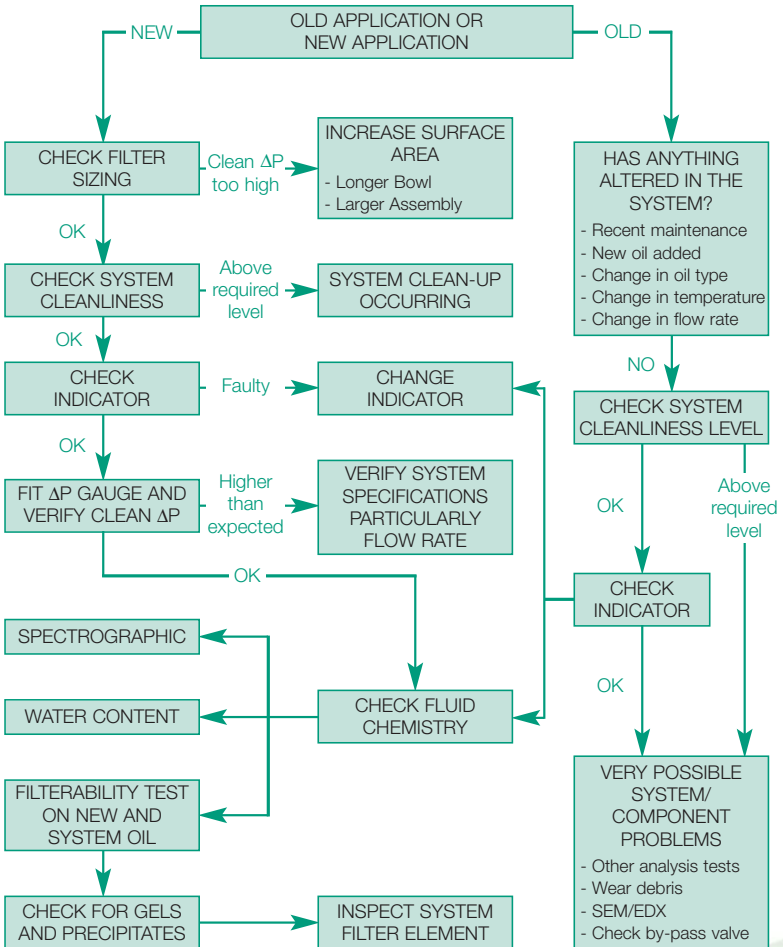 OLD APPLICATION OR
NEW APPLICATION
NEW
OLD
CHECK FILTER
SIZING
Clean ΔP
too high
INCREASE SURFACE
AREA
- Longer Bowl
- Larger Assembly
HAS ANYTHING
ALTERED IN THE
SYSTEM?
- Recent maintenance
- New oil added
- Change in oil type
- Change in temperature
- Change in flow rate
OK
CHECK SYSTEM
CLEANLINESS
Above
required
level
SYSTEM CLEAN-UP
OCCURRING
OK
NO
CHECK
INDICATOR
Faulty
CHANGE
INDICATOR
CHECK SYSTEM
CLEANLINESS LEVEL
OK
FIT ΔP GAUGE AND
VERIFY CLEAN ΔP
Higher
than
expected
VERIFY SYSTEM
SPECIFICATIONS
PARTICULARLY
FLOW RATE
OK
Above
required
level
OK
CHECK
INDICATOR
SPECTROGRAPHIC
WATER CONTENT
CHECK FLUID
CHEMISTRY
OK
FILTERABILITY TEST
ON NEW AND
SYSTEM OIL
VERY POSSIBLE
SYSTEM/
COMPONENT
PROBLEMS
- Other analysis tests
- Wear debris
- SEM/EDX
- Check by-pass valve
CHECK FOR GELS
AND PRECIPITATES
INSPECT SYSTEM
FILTER ELEMENT